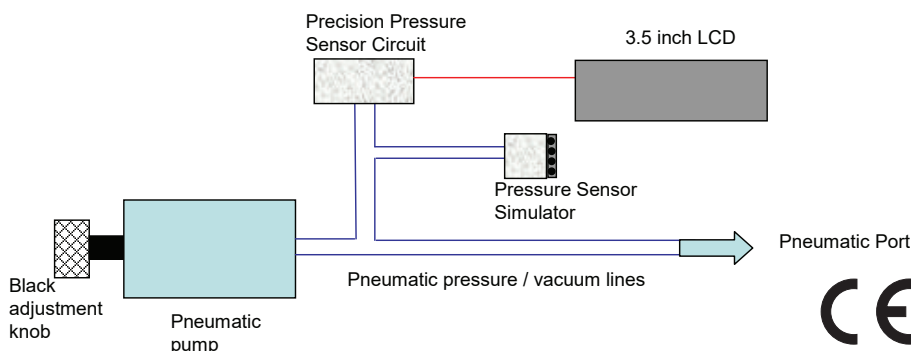 Precision Pressure
Sensor Circuit
3.5 inch LCD
Pressure Sensor
Simulator
Pneumatic Port
Pneumatic pressure / vacuum lines
Black
adjustment
knob
Pneumatic
pump
CE